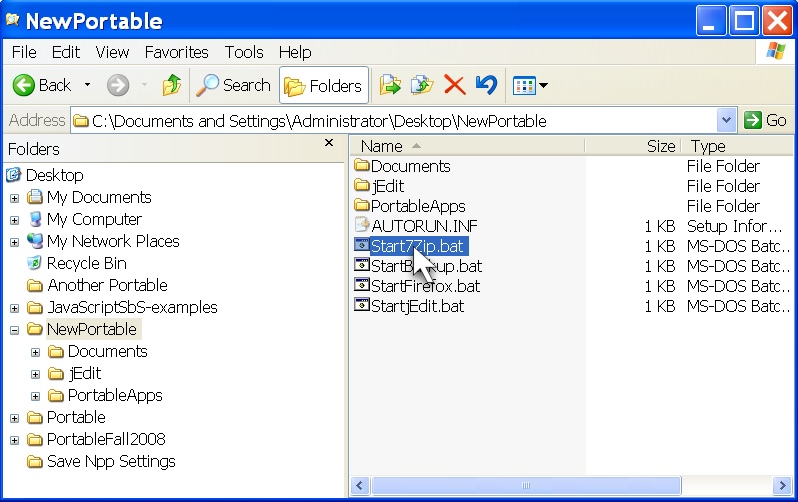 NewPortable
File Edit View Favorites Tools Help
Back Search Folders
Address C:\Documents and Settings\Administrator\Desktop\NewPortable Go
Folders
Desktop
My Documents
My Computer
My Network Places
Recycle Bin
Another Portable
JavaScriptSbS-examples
NewPortable
Documents
jEdit
PortableApps
Portable
PortableFall2008
Save Npp Settings
Name Size Type
Documents File Folder
jEdit File Folder
PortableApps File Folder
AUTORUN.INF 1 KB Setup Infor...
Start7Zip.bat 1 KB MS-DOS Batc...
StartBackup.bat 1 KB MS-DOS Batc...
StartFirefox.bat 1 KB MS-DOS Batc...
StartjEdit.bat 1 KB MS-DOS Batc...